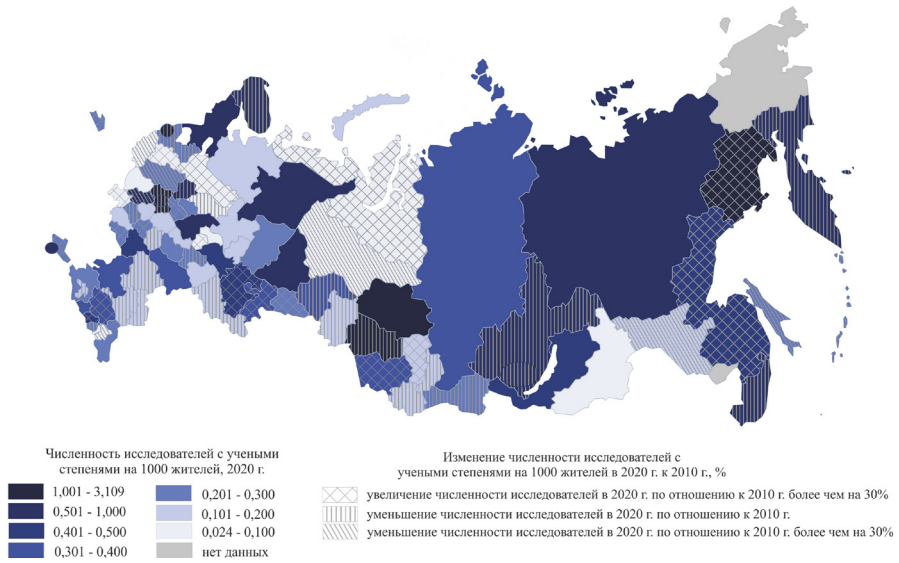 Численность исследователей с учеными
степенями на 1000 жителей, 2020 г.
1,001 - 3,109
0,501 - 1,000
0,401 - 0,500
0,301 - 0,400
0,201 - 0,300
0,101 - 0,200
0,024 - 0,100
нет данных
Изменение численности исследователей с
учеными степенями на 1000 жителей в 2020 г. к 2010 г., %
увеличение численности исследователей в 2020 г. по отношению к 2010 г. более чем на 30%
уменьшение численности исследователей в 2020 г. по отношению к 2010 г.
уменьшение численности исследователей в 2020 г. по отношению к 2010 г. более чем на 30%